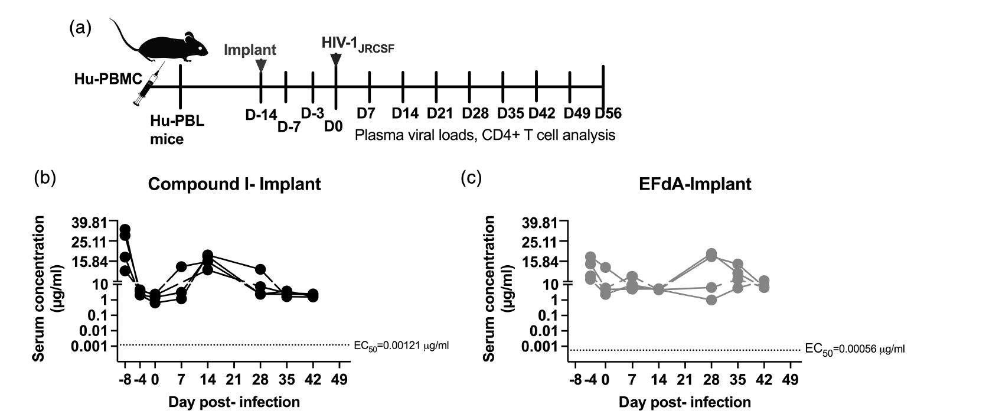 (a)
Implant
HIV-1JRCSF
Hu-PBMC
Hu-PBL
mice
D-14
D-7
D-3
D0
D7
D14
D21
D28
D35
D42
D49
D56
Plasma viral loads, CD4+ T cell analysis
(b)
Compound I- Implant
Serum concentration
(µg/ml)
39.81
25.11
15.84
10
1
0.1
0.01
0.001
EC50=0.00121 µg/ml
-8 -4 0 7 14 21 28 35 42 49
Day post- infection
(c)
EFdA-Implant
Serum concentration
(µg/ml)
39.81
25.11
15.84
10
1
0.1
0.01
0.001
EC50=0.00056 µg/ml
-8 -4 0 7 14 21 28 35 42 49
Day post- infection